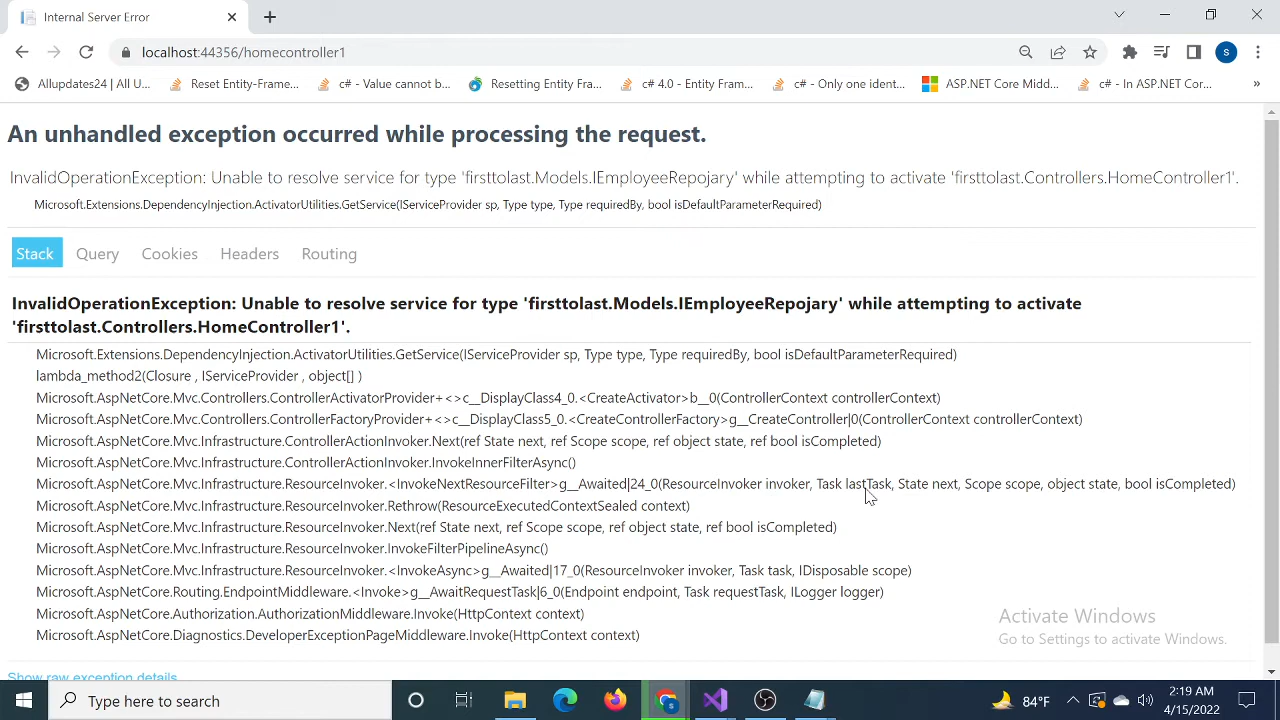 Internal Server Error
localhost:44356/homecontroller1
S
Allupdates24 | All U...
Reset Entity-Frame...
c# - Value cannot b...
Resetting Entity Fra...
c# 4.0 - Entity Fram...
c# - Only one ident...
ASP.NET Core Midd...
c# - In ASP.NET Cor...
»
An unhandled exception occurred while processing the request.
InvalidOperationException: Unable to resolve service for type 'firsttolast.Models.IEmployeeRepojary' while attempting to activate 'firsttolast.Controllers.HomeController1'.
Microsoft.Extensions.DependencyInjection.ActivatorUtilities.GetService(IServiceProvider sp, Type type, Type requiredBy, bool isDefaultParameterRequired)
Stack Query Cookies Headers Routing
InvalidOperationException: Unable to resolve service for type 'firsttolast.Models.IEmployeeRepojary' while attempting to activate
'firsttolast.Controllers.HomeController1'.
Microsoft.Extensions.DependencyInjection.ActivatorUtilities.GetService(IServiceProvider sp, Type type, Type requiredBy, bool isDefaultParameterRequired)
lambda_method2(Closure , IServiceProvider , object[] )
Microsoft.AspNetCore.Mvc.Controllers.ControllerActivatorProvider+<>c__DisplayClass4_0.<CreateActivator>b__0(ControllerContext controllerContext)
Microsoft.AspNetCore.Mvc.Controllers.ControllerFactoryProvider+<>c__DisplayClass5_0.<CreateControllerFactory>g__CreateController|0(ControllerContext controllerContext)
Microsoft.AspNetCore.Mvc.Infrastructure.ControllerActionInvoker.Next(ref State next, ref Scope scope, ref object state, ref bool isCompleted)
Microsoft.AspNetCore.Mvc.Infrastructure.ControllerActionInvoker.InvokeInnerFilterAsync()
Microsoft.AspNetCore.Mvc.Infrastructure.ResourceInvoker.<InvokeNextResourceFilter>g__Awaited|24_0(ResourceInvoker invoker, Task lastTask, State next, Scope scope, object state, bool isCompleted)
Microsoft.AspNetCore.Mvc.Infrastructure.ResourceInvoker.Rethrow(ResourceExecutedContextSealed context)
Microsoft.AspNetCore.Mvc.Infrastructure.ResourceInvoker.Next(ref State next, ref Scope scope, ref object state, ref bool isCompleted)
Microsoft.AspNetCore.Mvc.Infrastructure.ResourceInvoker.InvokeFilterPipelineAsync()
Microsoft.AspNetCore.Mvc.Infrastructure.ResourceInvoker.<InvokeAsync>g__Awaited|17_0(ResourceInvoker invoker, Task task, IDisposable scope)
Microsoft.AspNetCore.Routing.EndpointMiddleware.<Invoke>g__AwaitRequestTask|6_0(Endpoint endpoint, Task requestTask, ILogger logger)
Microsoft.AspNetCore.Authorization.AuthorizationMiddleware.Invoke(HttpContext context)
Microsoft.AspNetCore.Diagnostics.DeveloperExceptionPageMiddleware.Invoke(HttpContext context)
Activate Windows
Go to Settings to activate Windows.
Show raw exception details
Type here to search
S
84°F
2:19 AM
4/15/2022